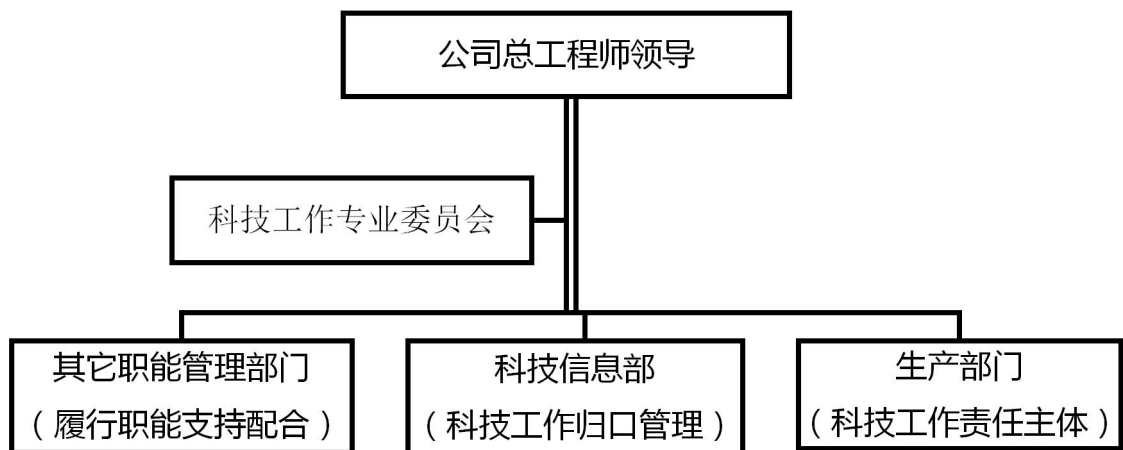 公司总工程师领导
科技工作专业委员会
其它职能管理部门
（履行职能支持配合）
科技信息部
（科技工作归口管理）
生产部门
（科技工作责任主体）